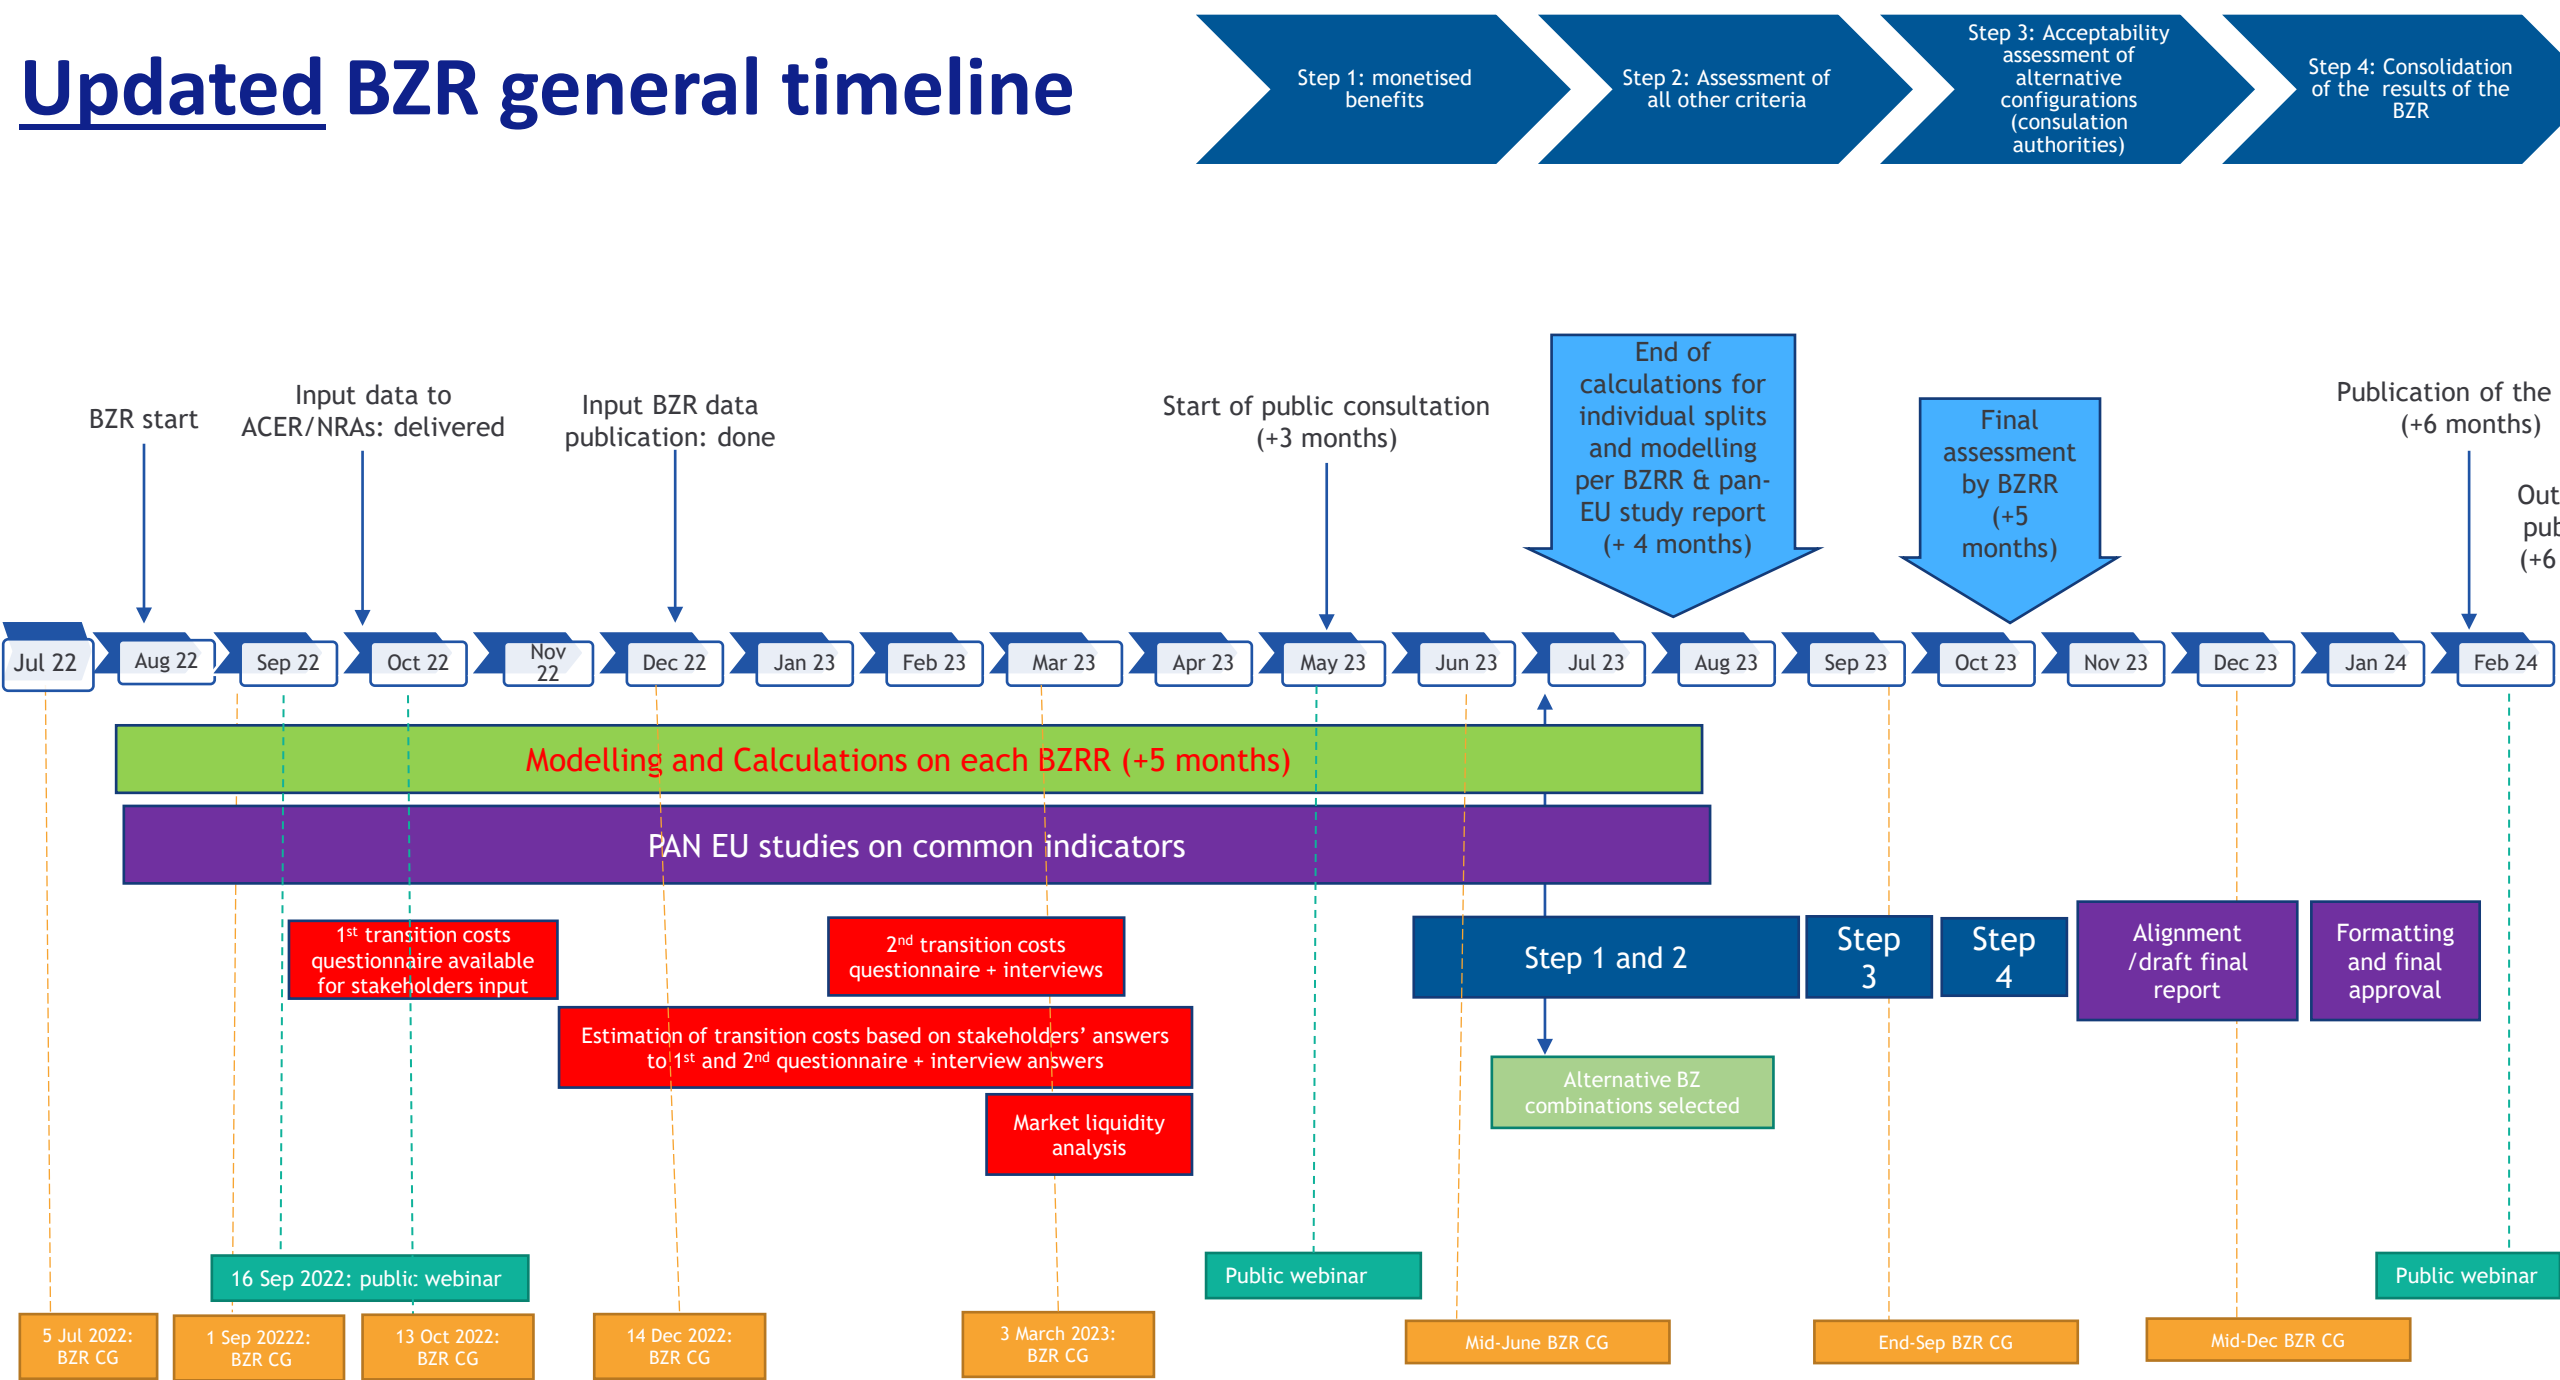 Updated BZR general timeline
Step 1: monetised
benefits
Step 2: Assessment of
all other criteria
Step 3: Acceptability
assessment of
alternative
configurations
(consulation
authorities)
Step 4: Consolidation
of the results of the
BZR
BZR start
Input data to
ACER/NRAs: delivered
Input BZR data
publication: done
Start of public consultation
(+3 months)
End of
calculations for
individual splits
and modelling
per BZRR & pan-
EU study report
(+ 4 months)
Final
assessment
by BZRR
(+5
months)
Publication of the
(+6 months)
Out
pub
(+6
Jul 22
Aug 22
Sep 22
Oct 22
Nov
22
Dec 22
Jan 23
Feb 23
Mar 23
Apr 23
May 23
Jun 23
Jul 23
Aug 23
Sep 23
Oct 23
Nov 23
Dec 23
Jan 24
Feb 24
Modelling and Calculations on each BZRR (+5 months)
PAN EU studies on common indicators
1st transition costs
questionnaire available
for stakeholders input
2nd transition costs
questionnaire + interviews
Step 1 and 2
Step
3
Step
4
Alignment
/draft final
report
Formatting
and final
approval
Estimation of transition costs based on stakeholders’ answers
to 1st and 2nd questionnaire + interview answers
Alternative BZ
combinations selected
Market liquidity
analysis
16 Sep 2022: public webinar
Public webinar
Public webinar
5 Jul 2022:
BZR CG
1 Sep 20222:
BZR CG
13 Oct 2022:
BZR CG
14 Dec 2022:
BZR CG
3 March 2023:
BZR CG
Mid-June BZR CG
End-Sep BZR CG
Mid-Dec BZR CG